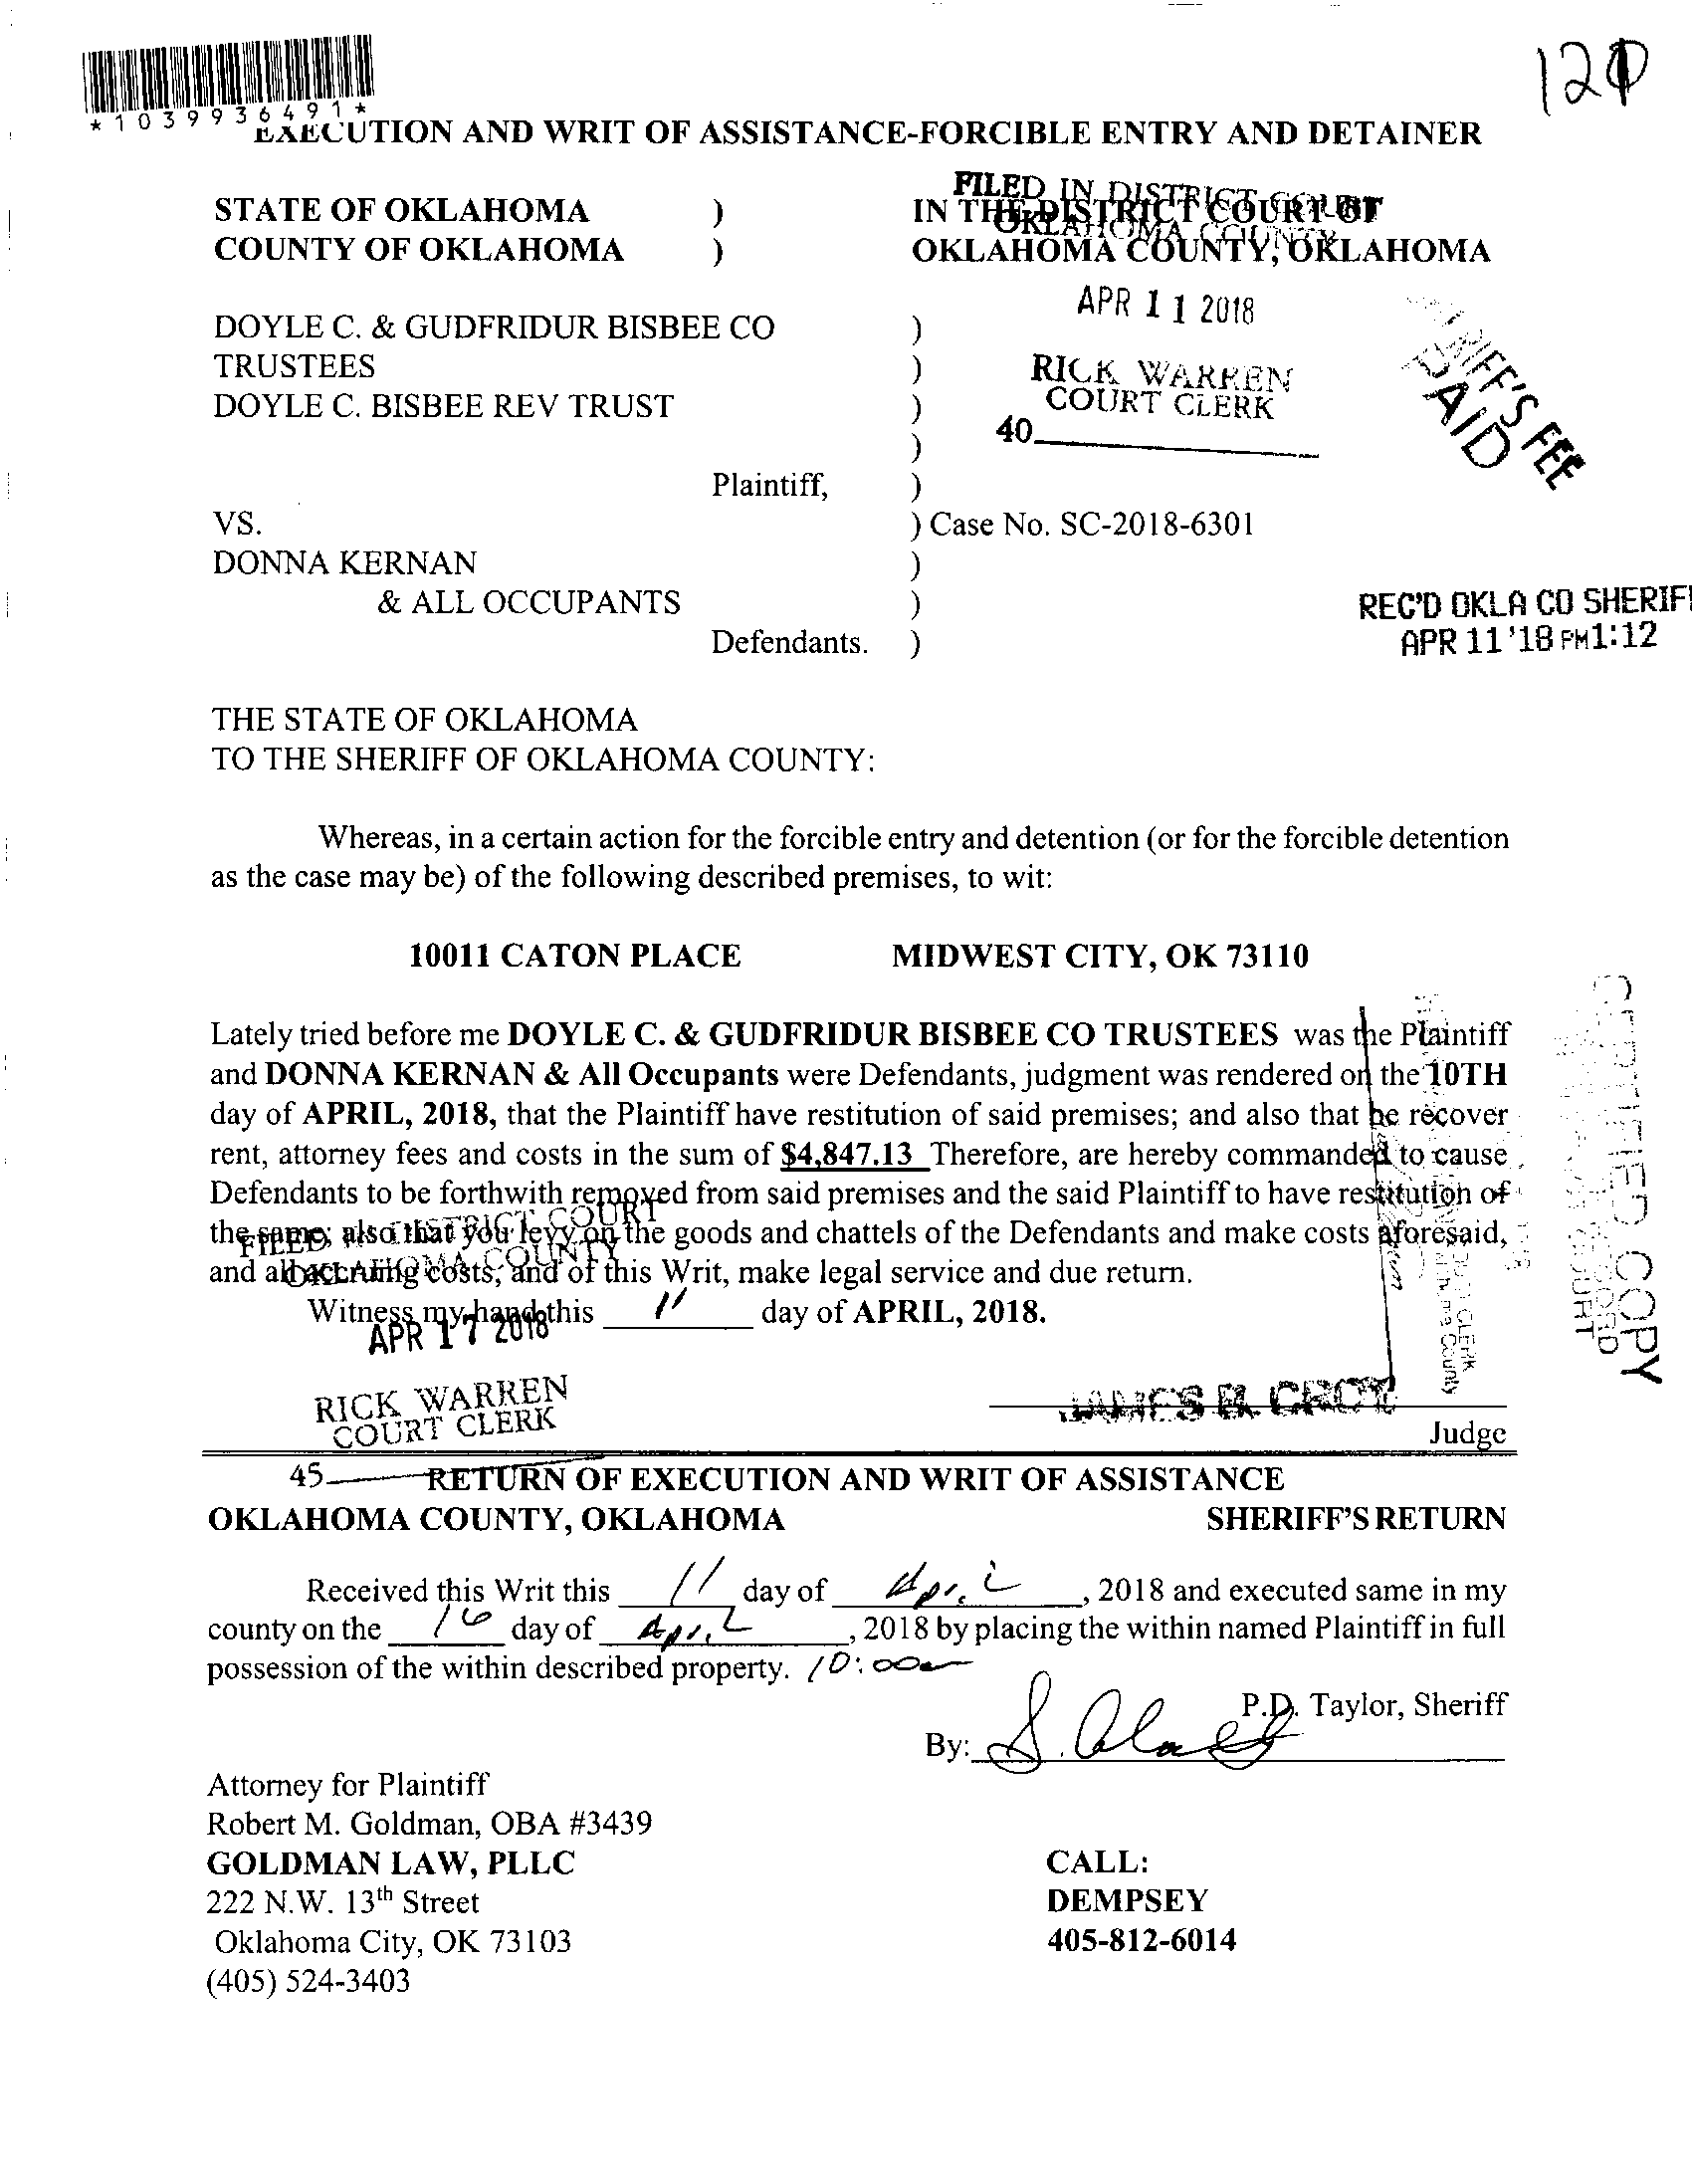 *1039936491*
EXECUTION AND WRIT OF ASSISTANCE-FORCIBLE ENTRY AND DETAINER
STATE OF OKLAHOMA )
COUNTY OF OKLAHOMA )
IN THE DISTRICT COURT OF
OKLAHOMA COUNTY, OKLAHOMA
FILED IN DISTRICT COURT
OKLAHOMA COUNTY
APR 11 2018
RICK WARREN
COURT CLERK
40
SHERIFF'S FEE
PAID
DOYLE C. & GUDFRIDUR BISBEE CO )
TRUSTEES )
DOYLE C. BISBEE REV TRUST )
)
Plaintiff, )
VS. ) Case No. SC-2018-6301
DONNA KERNAN )
& ALL OCCUPANTS )
Defendants. )
REC'D OKLA CO SHERIF
APR 11 '18 PM 1:12
THE STATE OF OKLAHOMA
TO THE SHERIFF OF OKLAHOMA COUNTY:
Whereas, in a certain action for the forcible entry and detention (or for the forcible detention
as the case may be) of the following described premises, to wit:
10011 CATON PLACE MIDWEST CITY, OK 73110
Lately tried before me DOYLE C. & GUDFRIDUR BISBEE CO TRUSTEES was the Plaintiff
and DONNA KERNAN & All Occupants were Defendants, judgment was rendered on the 10TH
day of APRIL, 2018, that the Plaintiff have restitution of said premises; and also that he recover
rent, attorney fees and costs in the sum of $4,847.13 Therefore, are hereby commanded to cause
Defendants to be forthwith removed from said premises and the said Plaintiff to have restitution of
the same; also that you levy on the goods and chattels of the Defendants and make costs aforesaid,
and all accruing costs, and of this Writ, make legal service and due return.
Witness my hand this 11 day of APRIL, 2018.
FILED IN DISTRICT COURT
OKLAHOMA COUNTY
APR 17 2018
RICK WARREN
COURT CLERK
45
CERTIFIED COPY
Judge
RETURN OF EXECUTION AND WRIT OF ASSISTANCE
OKLAHOMA COUNTY, OKLAHOMA SHERIFF'S RETURN
Received this Writ this 11 day of April, 2018 and executed same in my
county on the 16 day of April, 2018 by placing the within named Plaintiff in full
possession of the within described property. 10:00
P.D. Taylor, Sheriff
By:
Attorney for Plaintiff
Robert M. Goldman, OBA #3439
GOLDMAN LAW, PLLC
222 N.W. 13th Street
Oklahoma City, OK 73103
(405) 524-3403
CALL:
DEMPSEY
405-812-6014